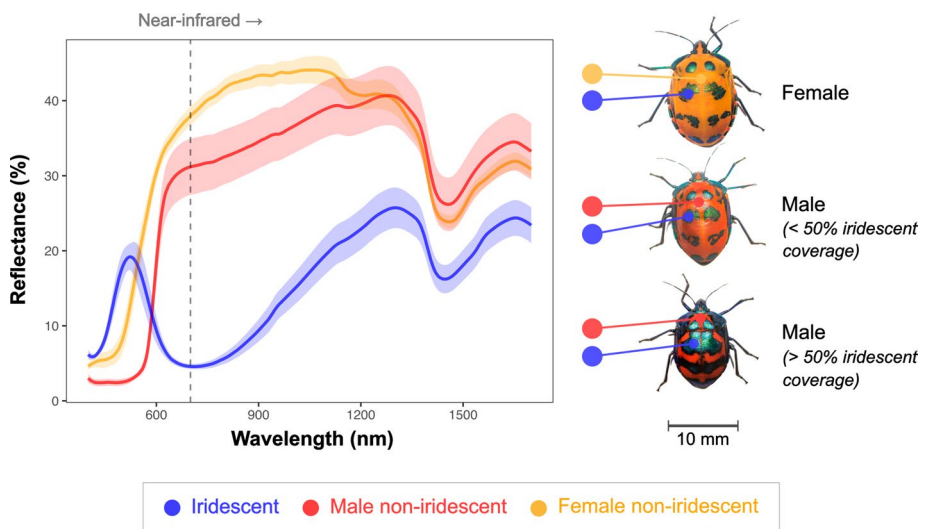 Near-infrared →
Reflectance (%)
40
30
20
10
0
600
900
1200
1500
Wavelength (nm)
Female
Male
(< 50% iridescent
coverage)
Male
(> 50% iridescent
coverage)
10 mm
Iridescent
Male non-iridescent
Female non-iridescent